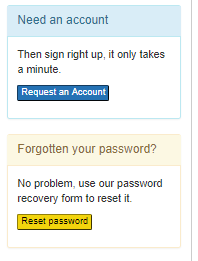 Need an account
Then sign right up, it only takes
a minute.
Request an Account
Forgotten your password?
No problem, use our password
recovery form to reset it.
Reset password